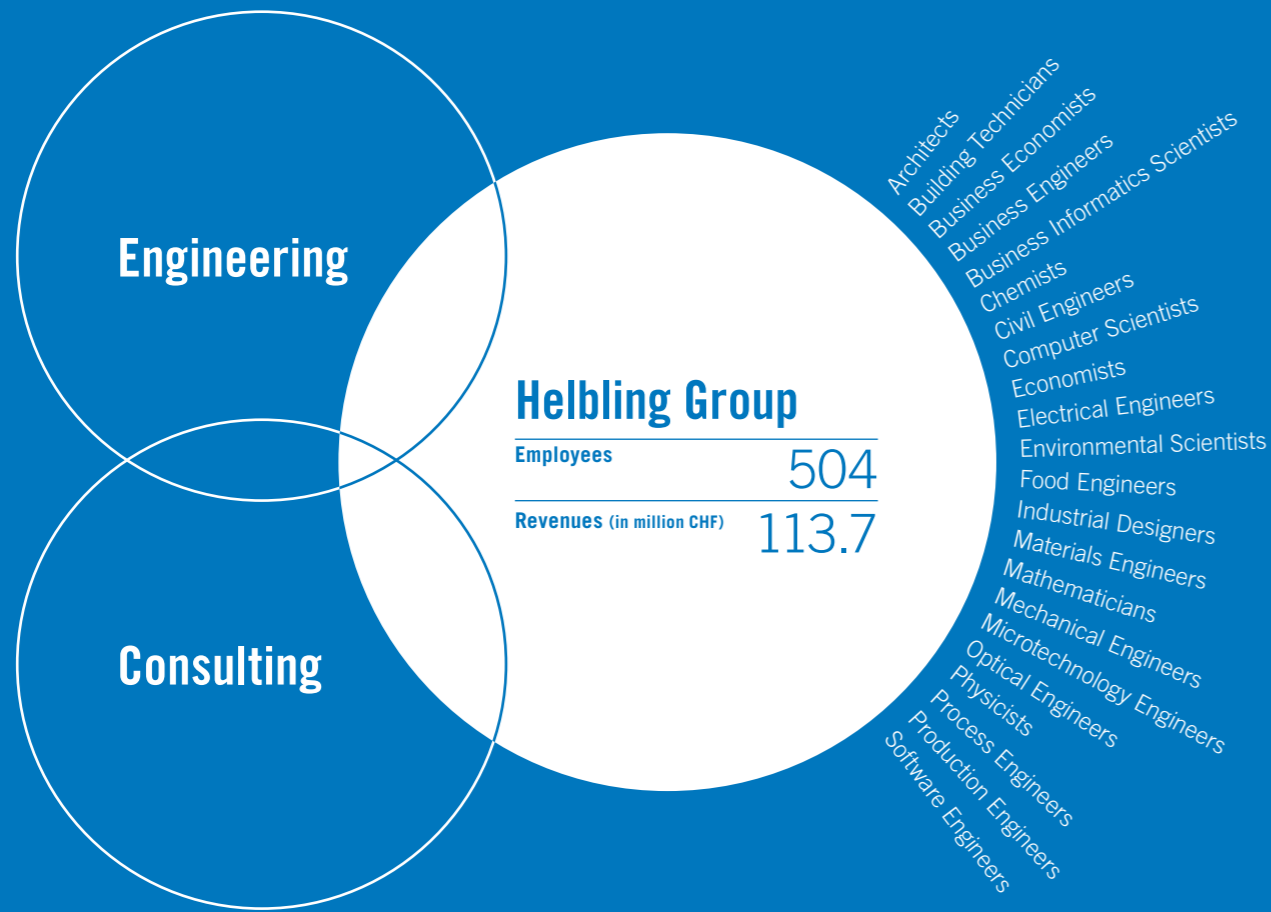 Engineering
Consulting
Helbling Group
Employees 504
Revenues (in million CHF) 113.7
Architects
Building Technicians
Business Economists
Business Engineers
Business Informatics Scientists
Chemists
Civil Engineers
Computer Scientists
Economists
Electrical Engineers
Environmental Scientists
Food Engineers
Industrial Designers
Materials Engineers
Mathematicians
Mechanical Engineers
Microtechnology Engineers
Optical Engineers
Physicists
Process Engineers
Production Engineers
Software Engineers